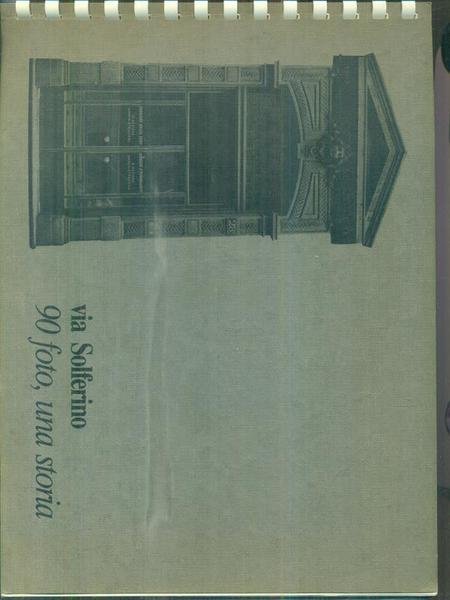 via Solferino
90 foto, una storia